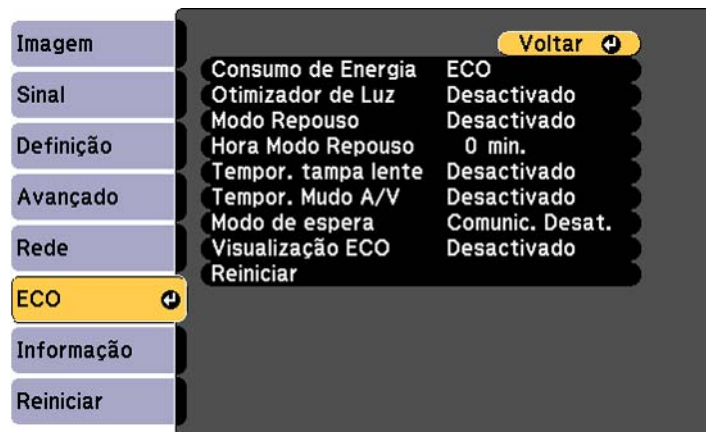 Imagem
Sinal
Definição
Avançado
Rede
ECO
Informação
Reiniciar
Voltar
Consumo de Energia ECO
Otimizador de Luz Desactivado
Modo Repouso Desactivado
Hora Modo Repouso 0 min.
Tempor. tampa lente Desactivado
Tempor. Mudo A/V Desactivado
Modo de espera Comunic. Desat.
Visualização ECO Desactivado
Reiniciar